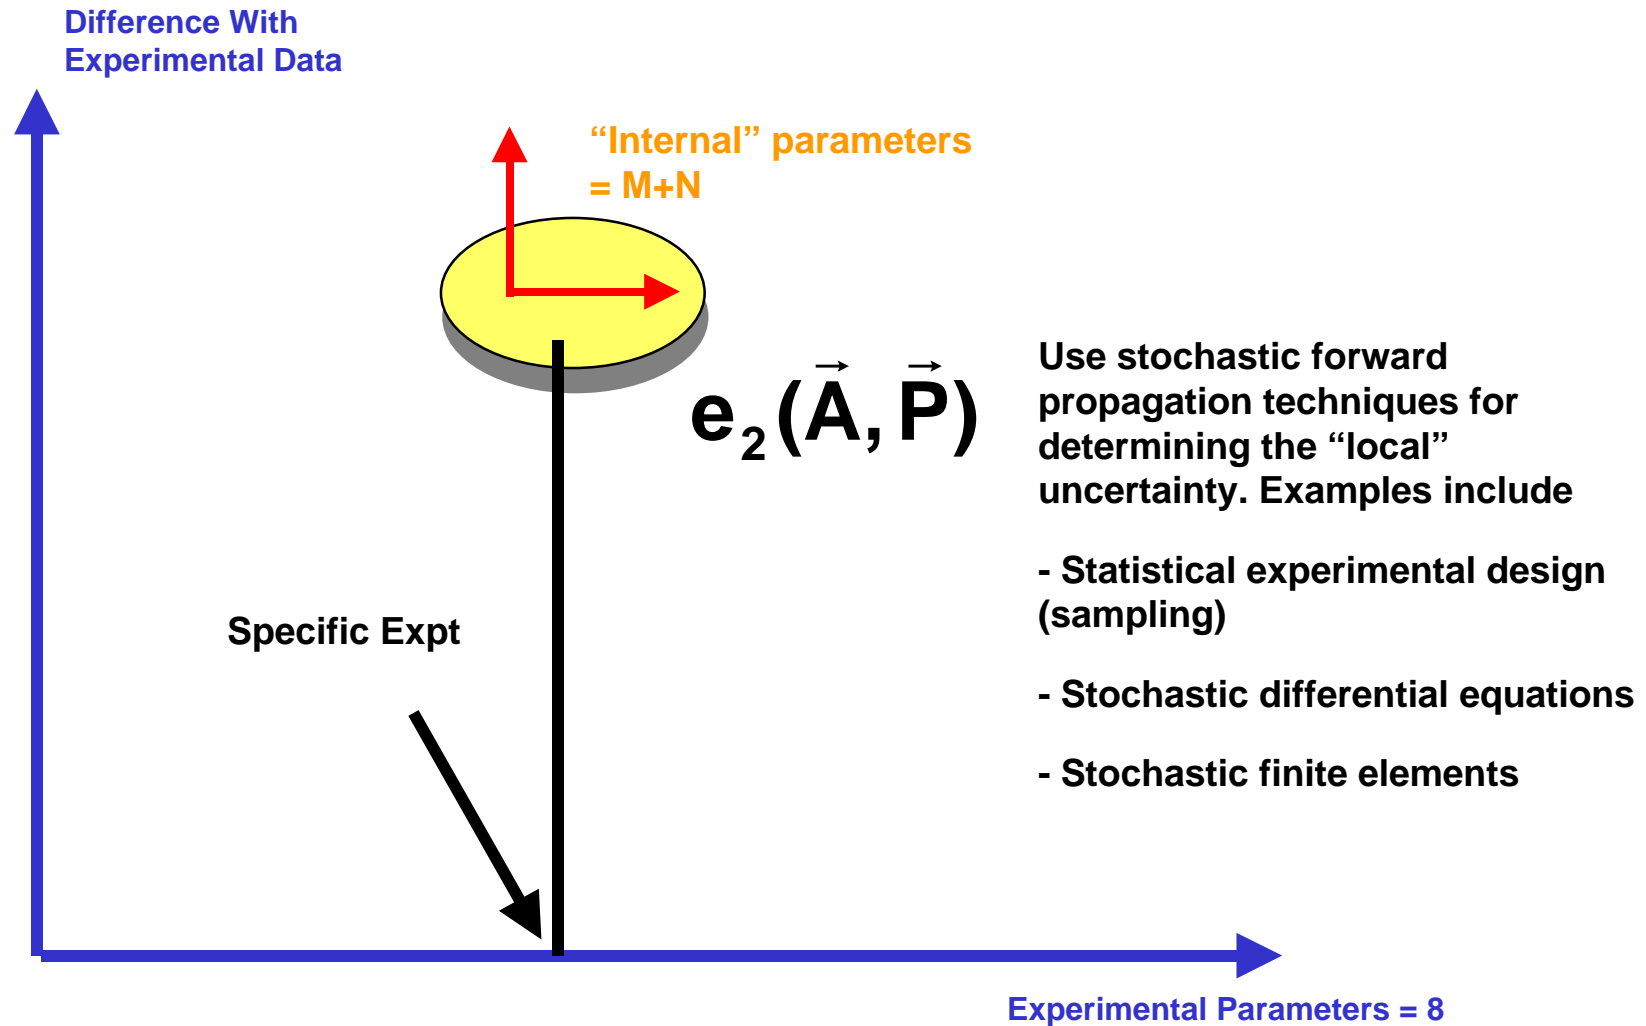 Difference With
Experimental Data
“Internal” parameters
= M+N
e₂(A⃗, P⃗)
Use stochastic forward
propagation techniques for
determining the “local”
uncertainty. Examples include
- Statistical experimental design
(sampling)
- Stochastic differential equations
- Stochastic finite elements
Specific Expt
Experimental Parameters = 8